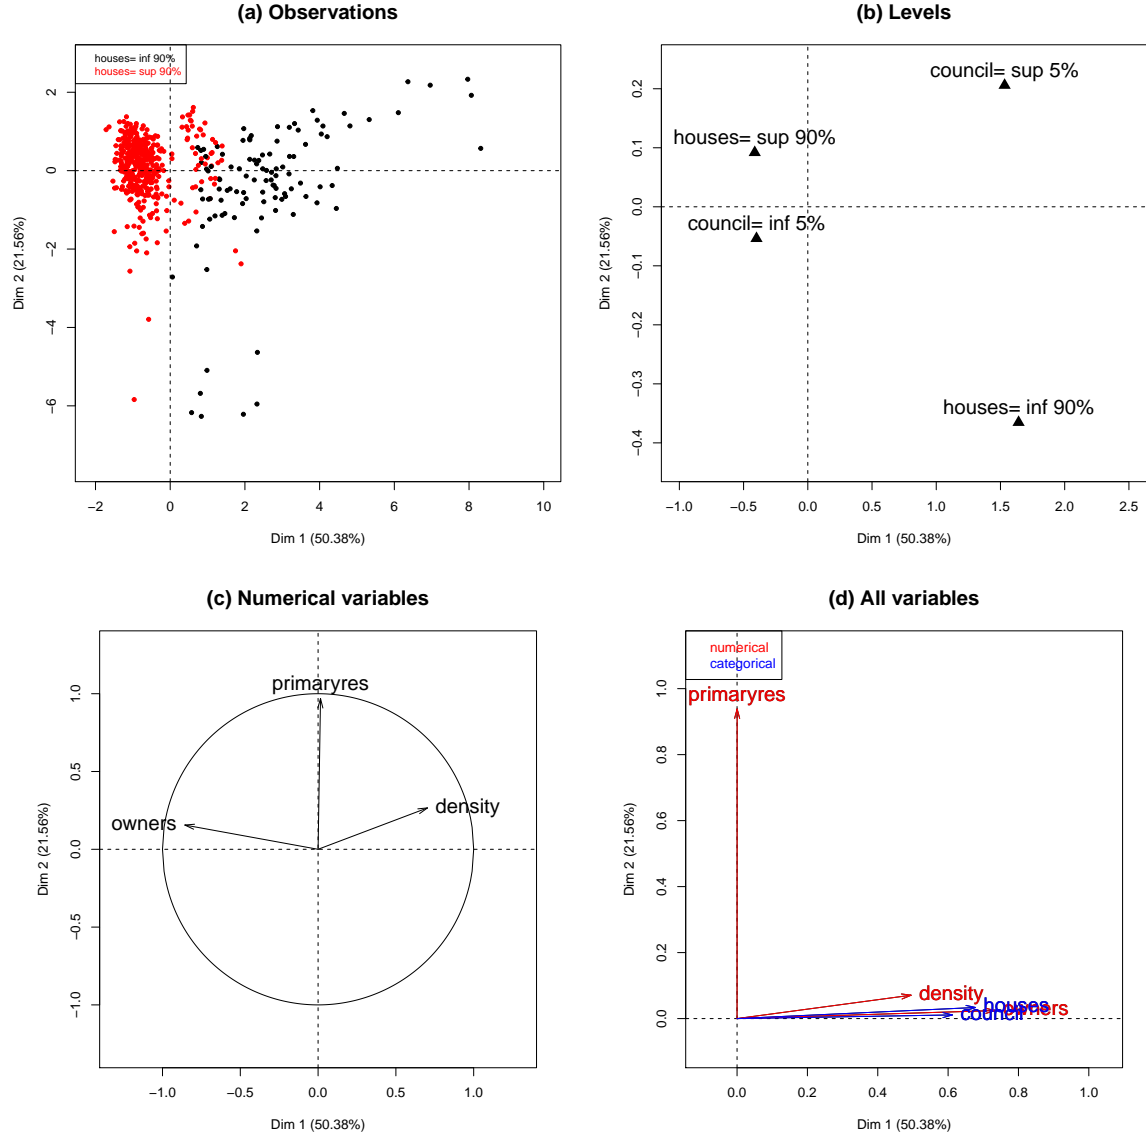 (a) Observations
houses= inf 90%
houses= sup 90%
2
0
−2
−4
−6
Dim 2 (21.56%)
−2 0 2 4 6 8 10
Dim 1 (50.38%)
(b) Levels
council= sup 5%
houses= sup 90%
council= inf 5%
houses= inf 90%
0.2
0.1
0.0
−0.1
−0.2
−0.3
−0.4
Dim 2 (21.56%)
−1.0 −0.5 0.0 0.5 1.0 1.5 2.0 2.5
Dim 1 (50.38%)
(c) Numerical variables
primaryres
density
owners
1.0
0.5
0.0
−0.5
−1.0
Dim 2 (21.56%)
−1.0 −0.5 0.0 0.5 1.0
Dim 1 (50.38%)
(d) All variables
numerical
categorical
primaryres
density
houses
owners
council
1.0
0.8
0.6
0.4
0.2
0.0
Dim 2 (21.56%)
0.0 0.2 0.4 0.6 0.8 1.0
Dim 1 (50.38%)